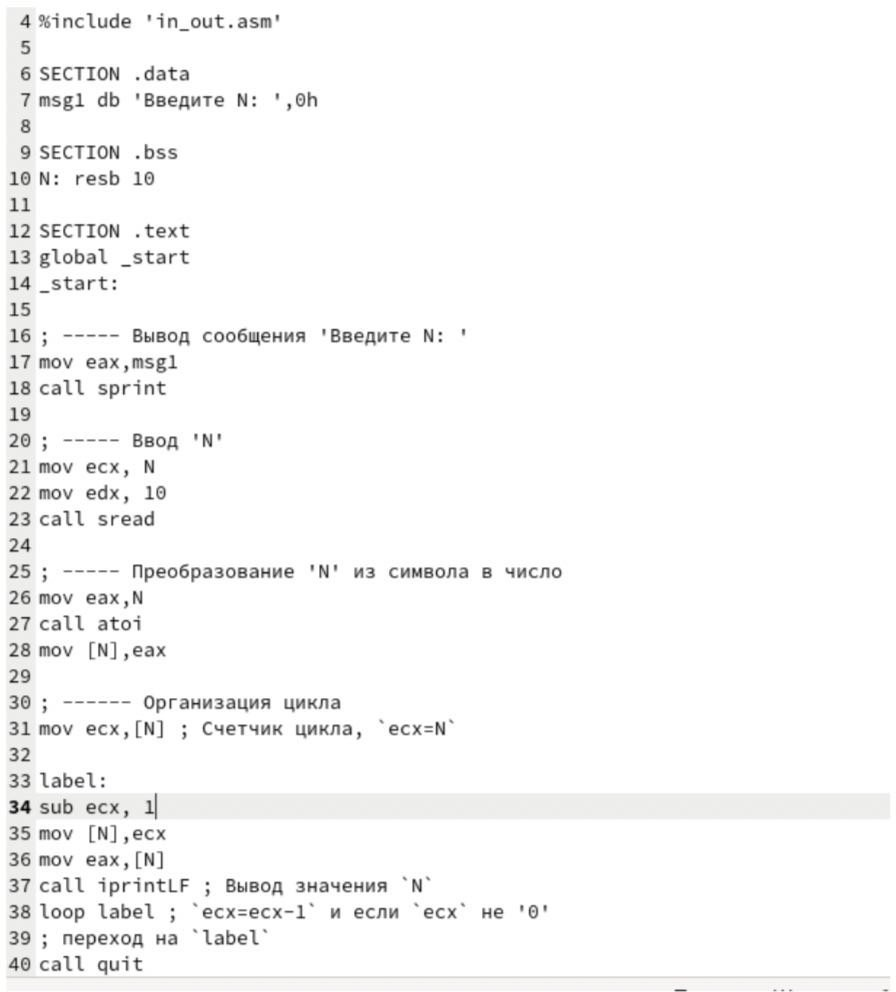 4 %include 'in_out.asm'
5
6 SECTION .data
7 msg1 db 'Введите N: ',0h
8
9 SECTION .bss
10 N: resb 10
11
12 SECTION .text
13 global _start
14 _start:
15
16 ; ----- Вывод сообщения 'Введите N: '
17 mov eax,msg1
18 call sprint
19
20 ; ----- Ввод 'N'
21 mov ecx, N
22 mov edx, 10
23 call sread
24
25 ; ----- Преобразование 'N' из символа в число
26 mov eax,N
27 call atoi
28 mov [N],eax
29
30 ; ------ Организация цикла
31 mov ecx,[N] ; Счетчик цикла, `ecx=N`
32
33 label:
34 sub ecx, 1
35 mov [N],ecx
36 mov eax,[N]
37 call iprintLF ; Вывод значения `N`
38 loop label ; `ecx=ecx-1` и если `ecx` не '0'
39 ; переход на `label`
40 call quit